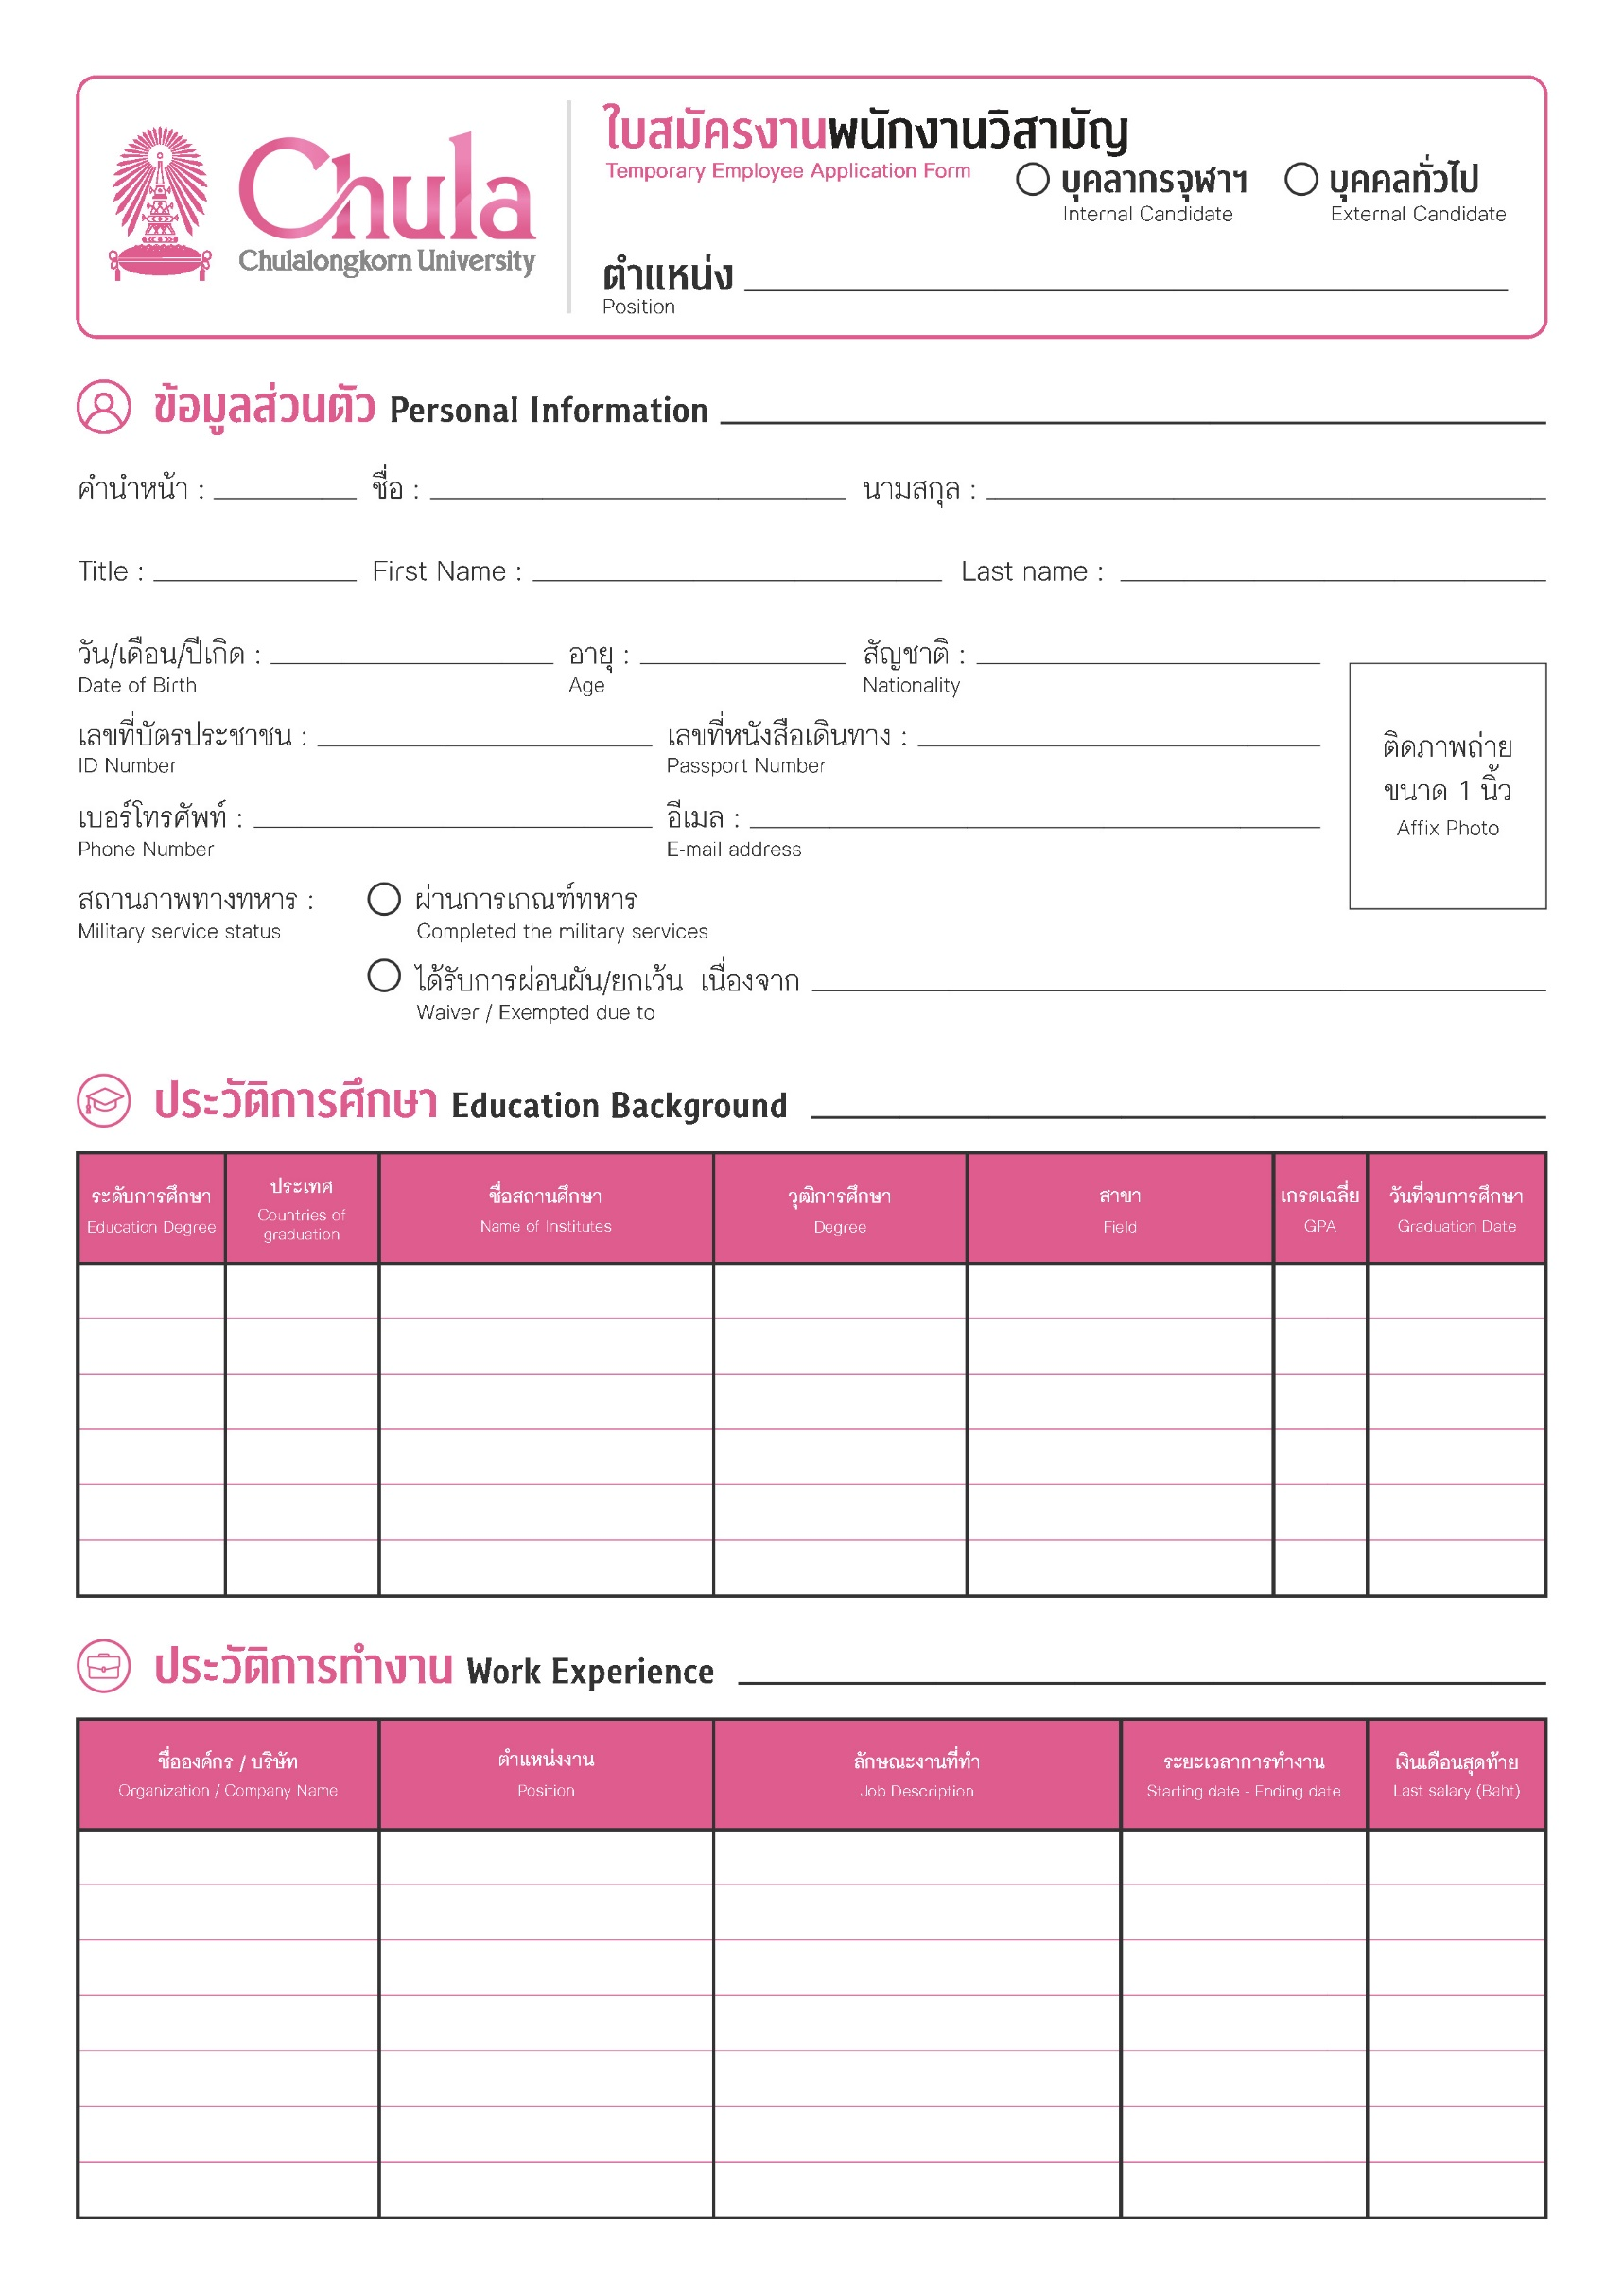 Chula
Chulalongkorn University
ใบสมัครงานพนักงานวิสามัญ
Temporary Employee Application Form
บุคลากรจุฬาฯ บุคคลทั่วไป
Internal Candidate External Candidate
ตำแหน่ง
Position
ข้อมูลส่วนตัว Personal Information
คำนำหน้า : ชื่อ : นามสกุล :
Title : First Name : Last name :
วัน/เดือน/ปีเกิด : อายุ : สัญชาติ :
Date of Birth Age Nationality
เลขที่บัตรประชาชน : เลขที่หนังสือเดินทาง :
ID Number Passport Number
เบอร์โทรศัพท์ : อีเมล :
Phone Number E-mail address
ติดภาพถ่าย
ขนาด 1 นิ้ว
Affix Photo
สถานภาพทางทหาร : ผ่านการเกณฑ์ทหาร
Military service status Completed the military services
ได้รับการผ่อนผัน/ยกเว้น เนื่องจาก
Waiver / Exempted due to
ประวัติการศึกษา Education Background
ระดับการศึกษา
Education Degree
ประเทศ
Countries of
graduation
ชื่อสถานศึกษา
Name of Institutes
วุฒิการศึกษา
Degree
สาขา
Field
เกรดเฉลี่ย
GPA
วันที่จบการศึกษา
Graduation Date
ประวัติการทำงาน Work Experience
ชื่อองค์กร / บริษัท
Organization / Company Name
ตำแหน่งงาน
Position
ลักษณะงานที่ทำ
Job Description
ระยะเวลาการทำงาน
Starting date - Ending date
เงินเดือนสุดท้าย
Last salary (Baht)